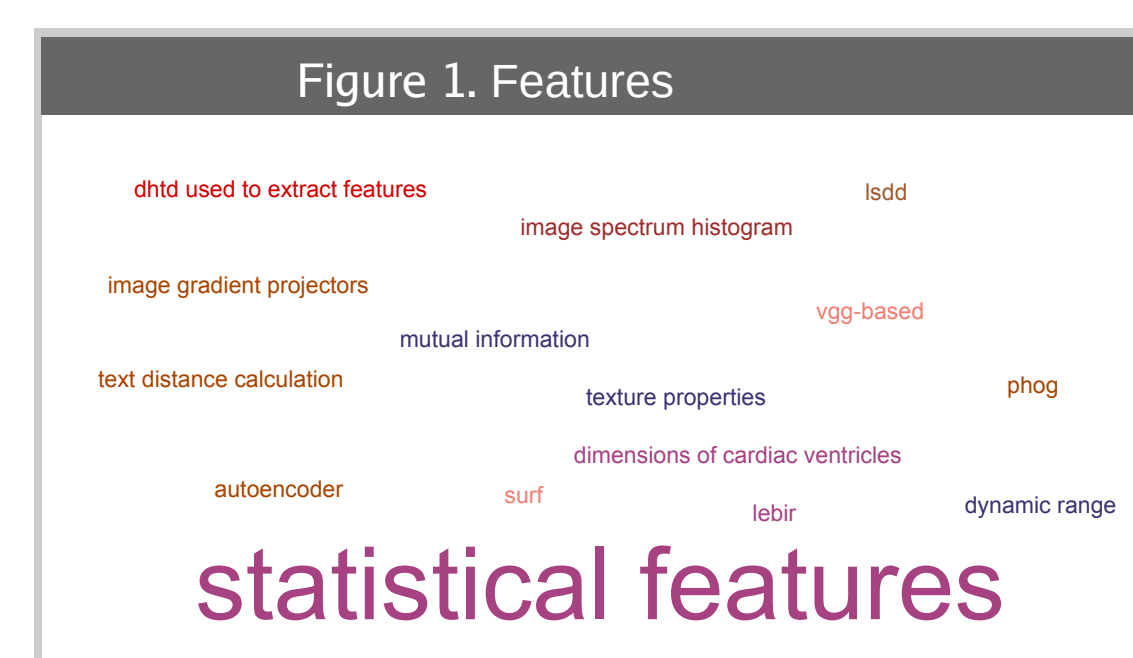 Figure 1. Features
dhtd used to extract features
lsdd
image spectrum histogram
image gradient projectors
vgg-based
mutual information
text distance calculation
phog
texture properties
dimensions of cardiac ventricles
autoencoder
surf
lebir
dynamic range
statistical features